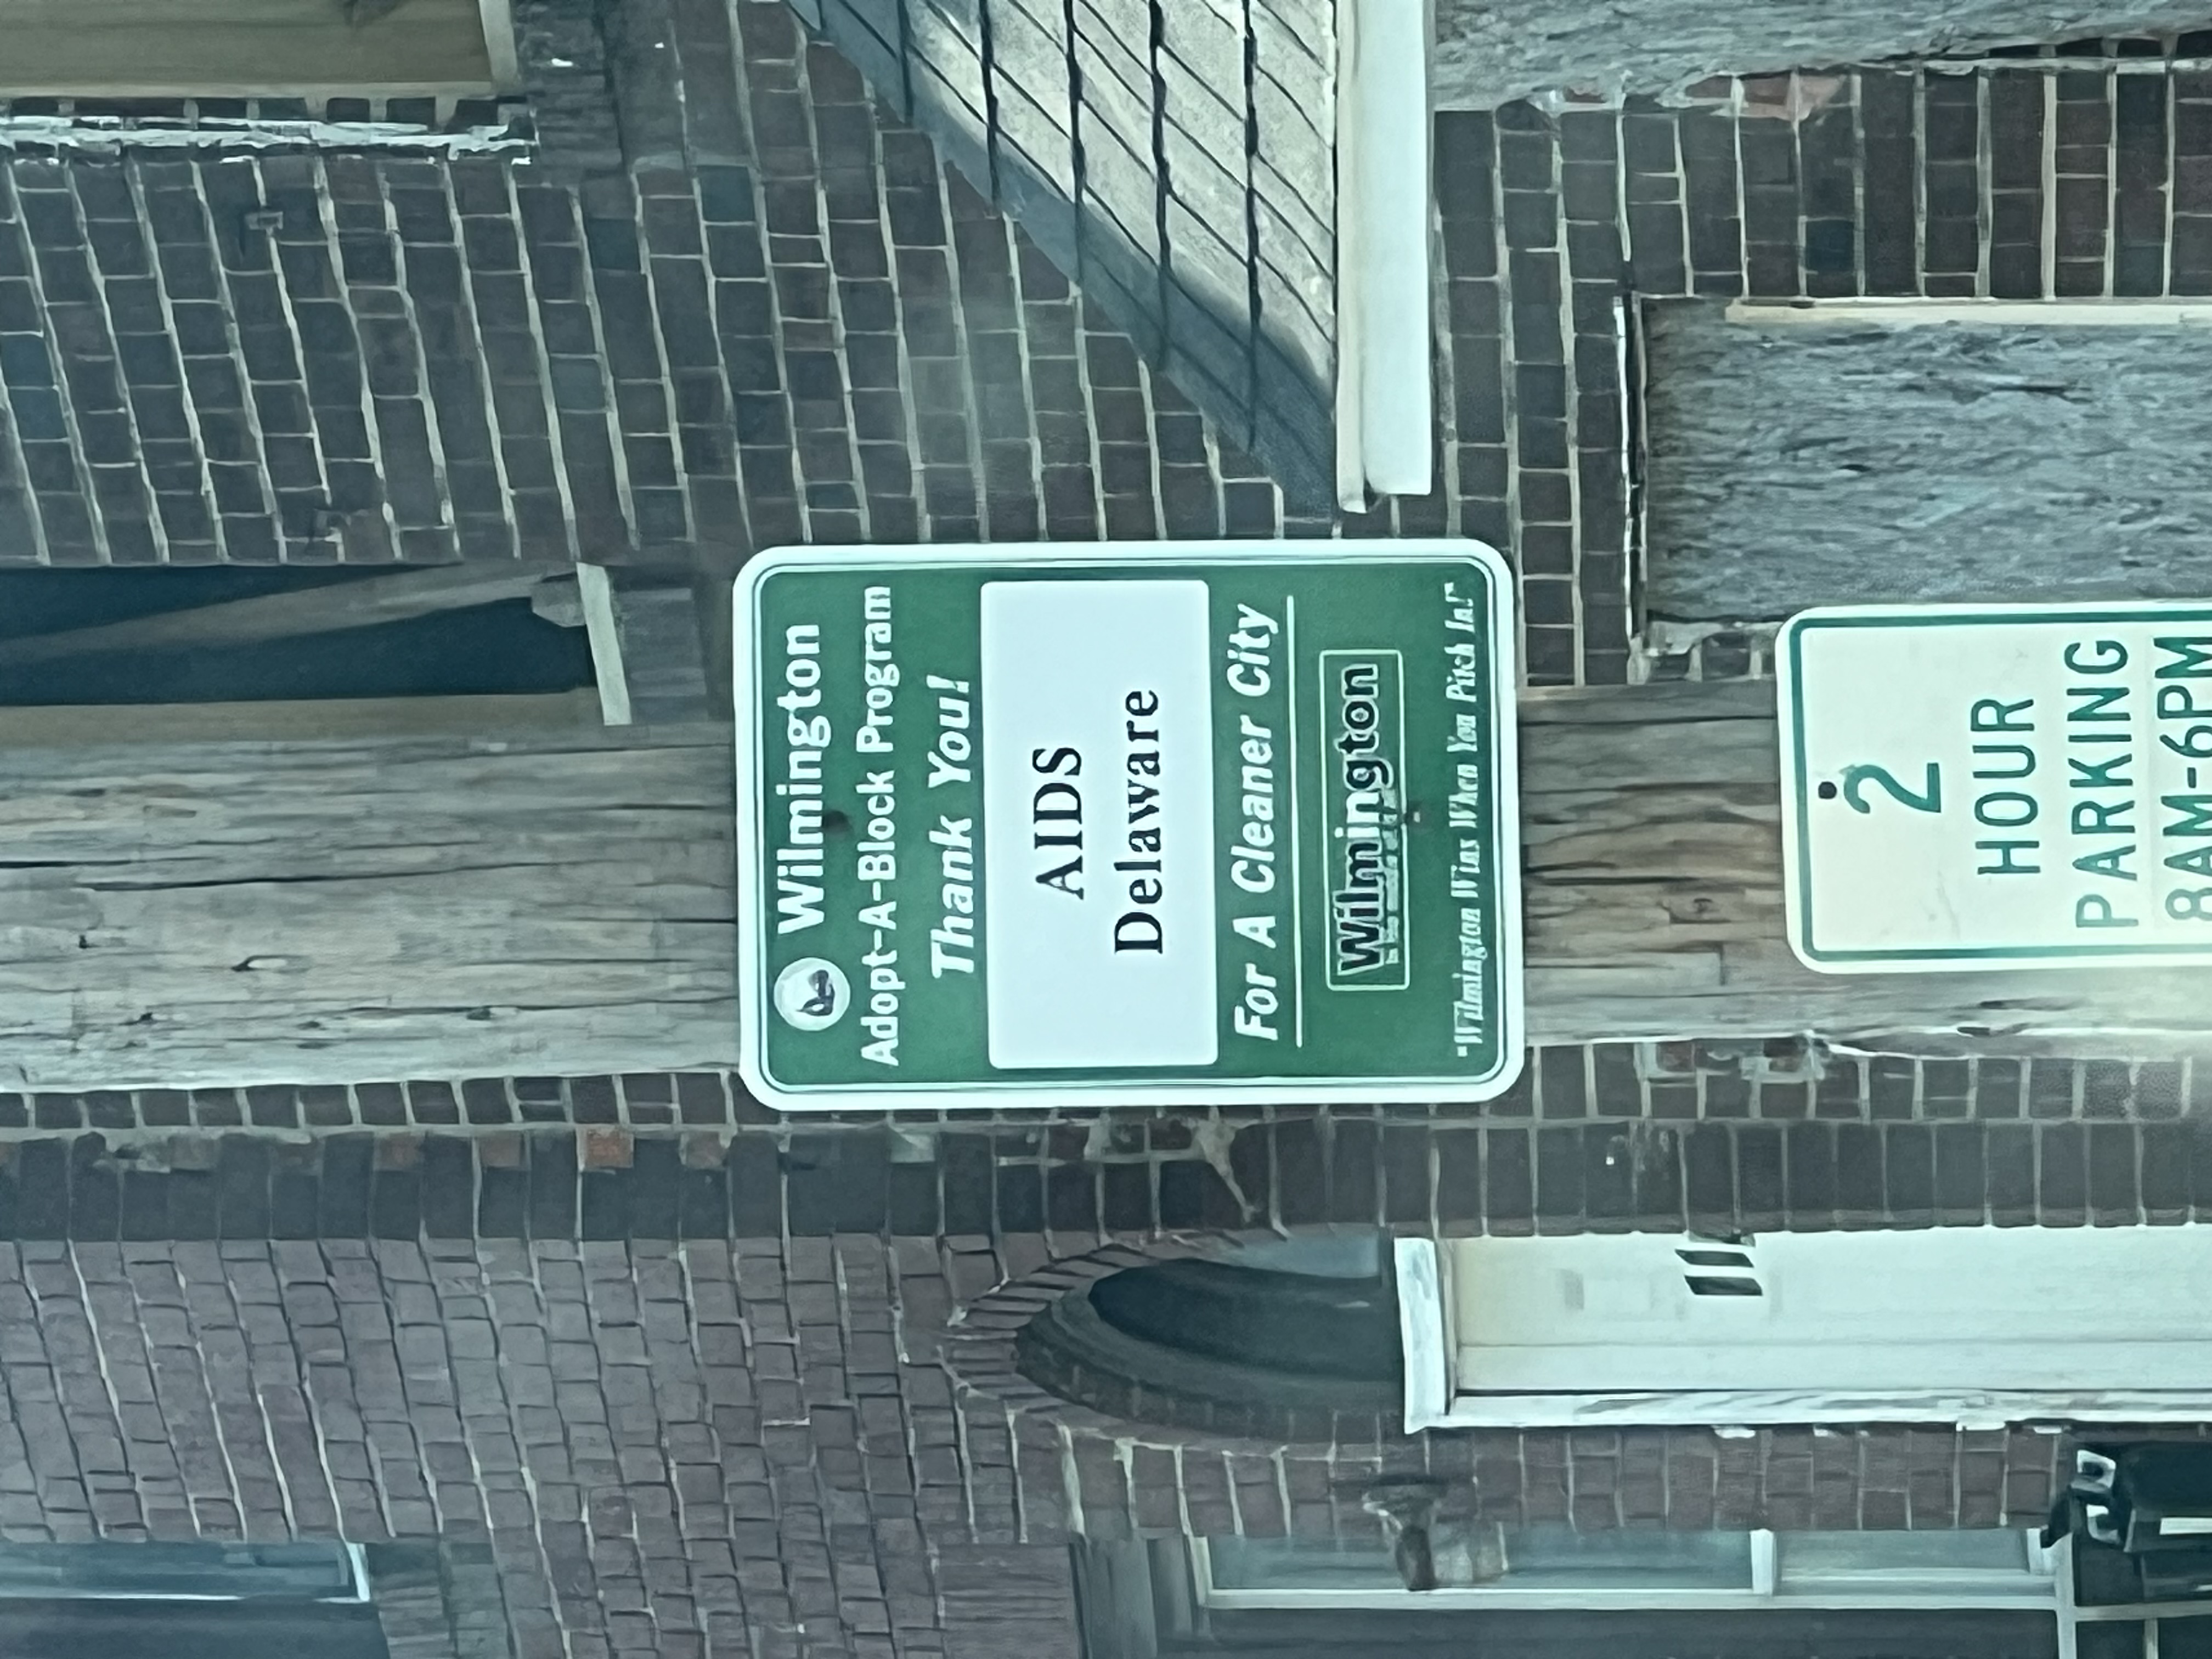 Wilmington
Adopt-A-Block Program
Thank You!
AIDS
Delaware
For A Cleaner City
Wilmington
"Wilmington Wins When You Pitch In!"
2
HOUR
PARKING
8AM-6PM
111